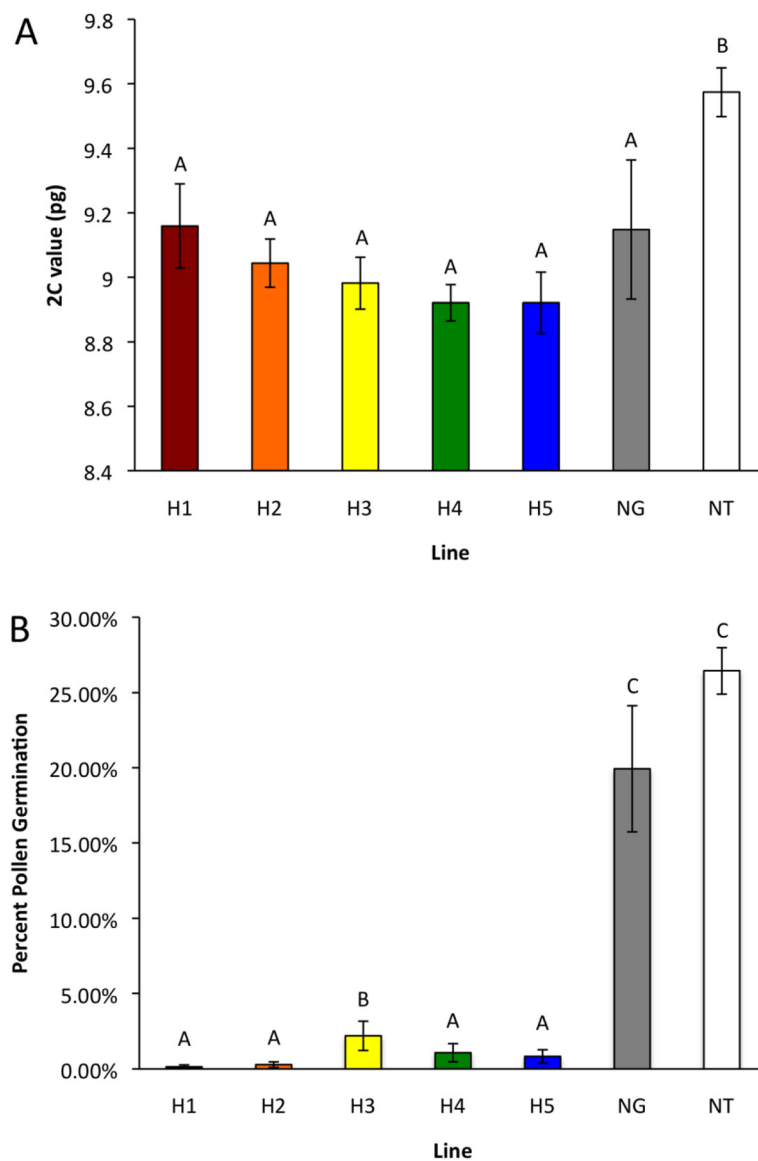 A
2C value (pg)
9.8
9.6
9.4
9.2
9
8.8
8.6
8.4
A
A
A
A
A
A
B
H1 H2 H3 H4 H5 NG NT
Line
B
Percent Pollen Germination
30.00%
25.00%
20.00%
15.00%
10.00%
5.00%
0.00%
A
A
B
A
A
C
C
H1 H2 H3 H4 H5 NG NT
Line